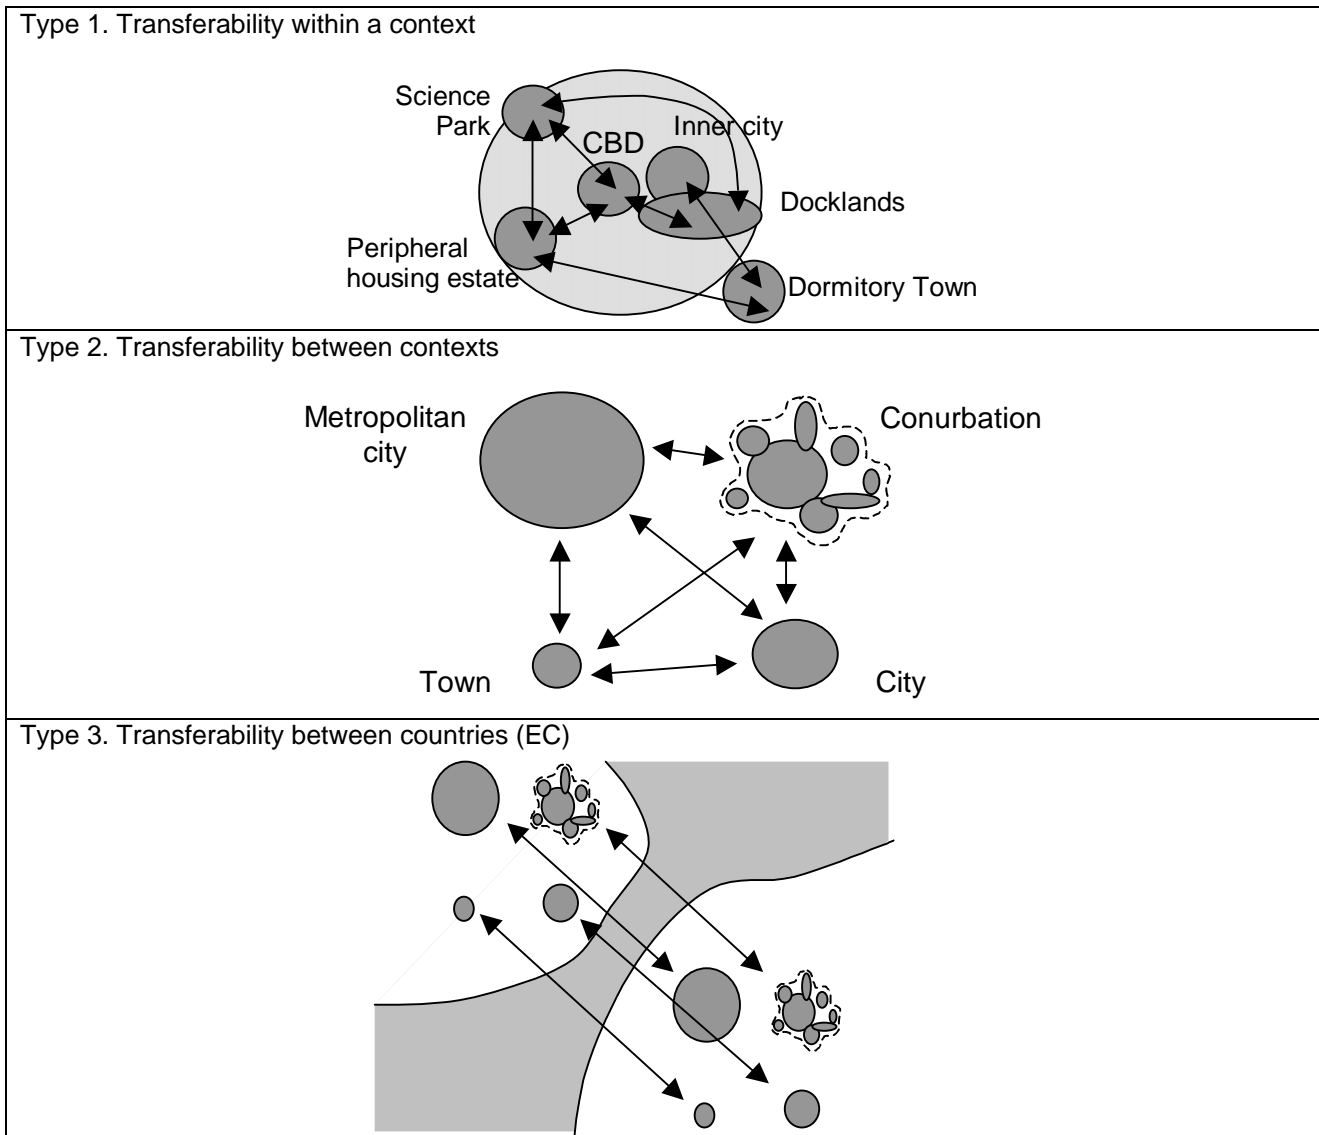 Type 1. Transferability within a context
Science
Park
CBD
Inner city
Docklands
Peripheral
housing estate
Dormitory Town
Type 2. Transferability between contexts
Metropolitan
city
Conurbation
Town
City
Type 3. Transferability between countries (EC)